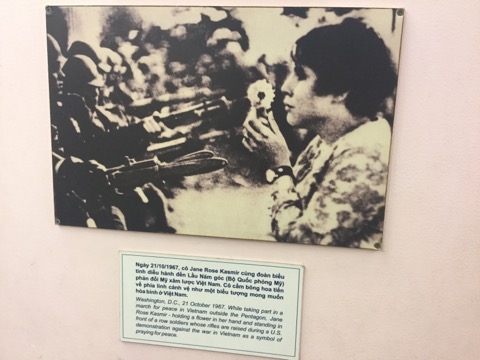 Ngày 21/10/1967, cô Jane Rose Kasmir cùng đoàn biểu
tình diễu hành đến Lầu Năm góc (Bộ Quốc phòng Mỹ)
phản đối Mỹ xâm lược Việt Nam. Cô cầm bông hoa tiến
về phía lính cảnh vệ như một biểu tượng mong muốn
hòa bình ở Việt Nam.
Washington, D.C., 21 October 1967. While taking part in a
march for peace in Vietnam outside the Pentagon, Jane
Rose Kasmir - holding a flower in her hand end standing in
front of a row soldiers whose rifles are raised during a U.S.
demonstration against the war in Vietnam as a symbol of
praying for peace.